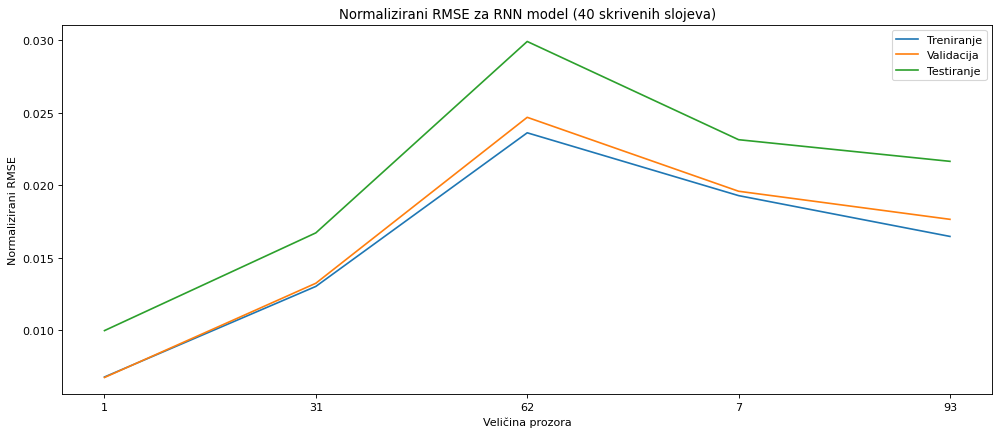 Normalizirani RMSE za RNN model (40 skrivenih slojeva)
Treniranje
Validacija
Testiranje
0.030
0.025
0.020
0.015
0.010
Normalizirani RMSE
1 31 62 7 93
Veličina prozora